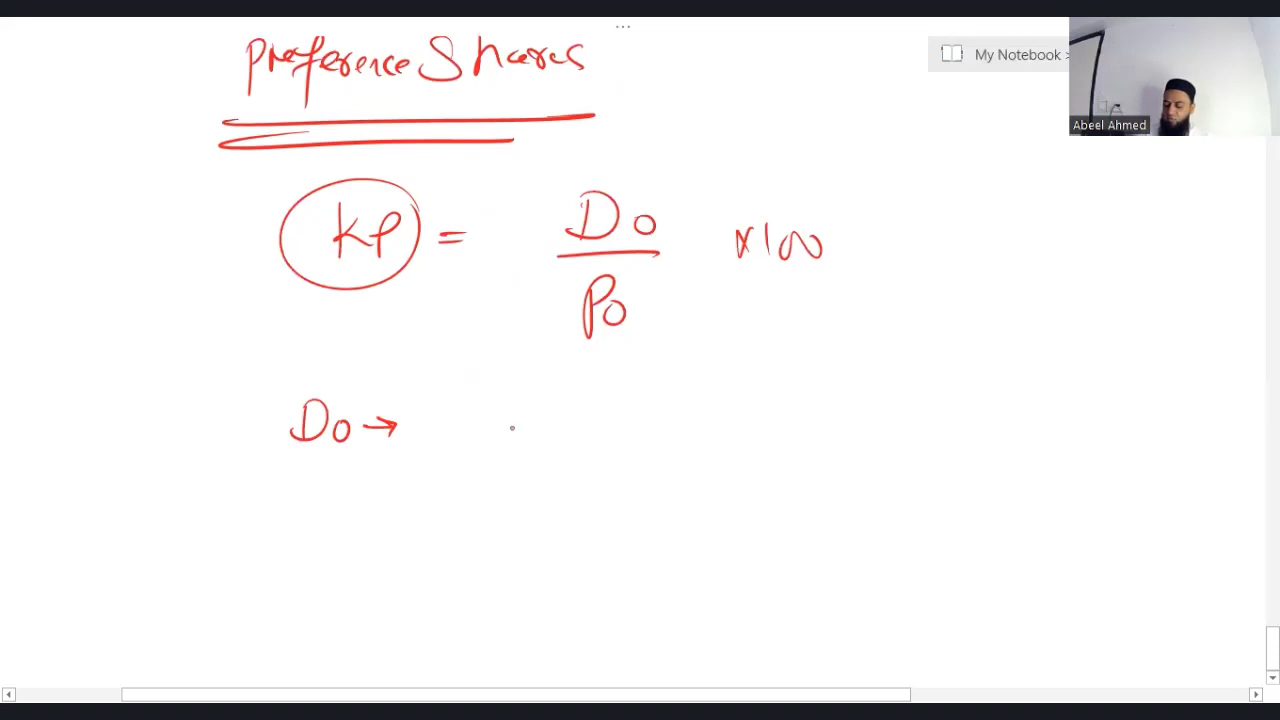 ...
Preference Shares
My Notebook >
Abeel Ahmed
Kp = Do x100
Po
Do →